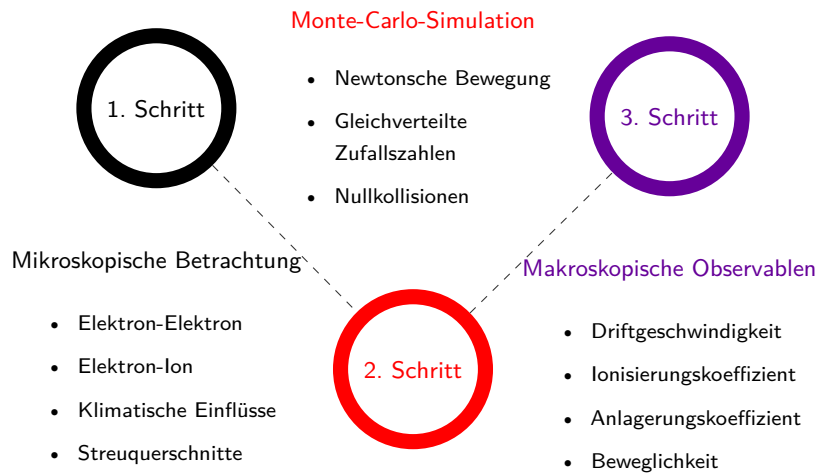 Monte-Carlo-Simulation
• Newtonsche Bewegung
• Gleichverteilte
Zufallszahlen
• Nullkollisionen
1. Schritt
Mikroskopische Betrachtung
• Elektron-Elektron
• Elektron-Ion
• Klimatische Einflüsse
• Streuquerschnitte
2. Schritt
3. Schritt
Makroskopische Observablen
• Driftgeschwindigkeit
• Ionisierungskoeffizient
• Anlagerungskoeffizient
• Beweglichkeit